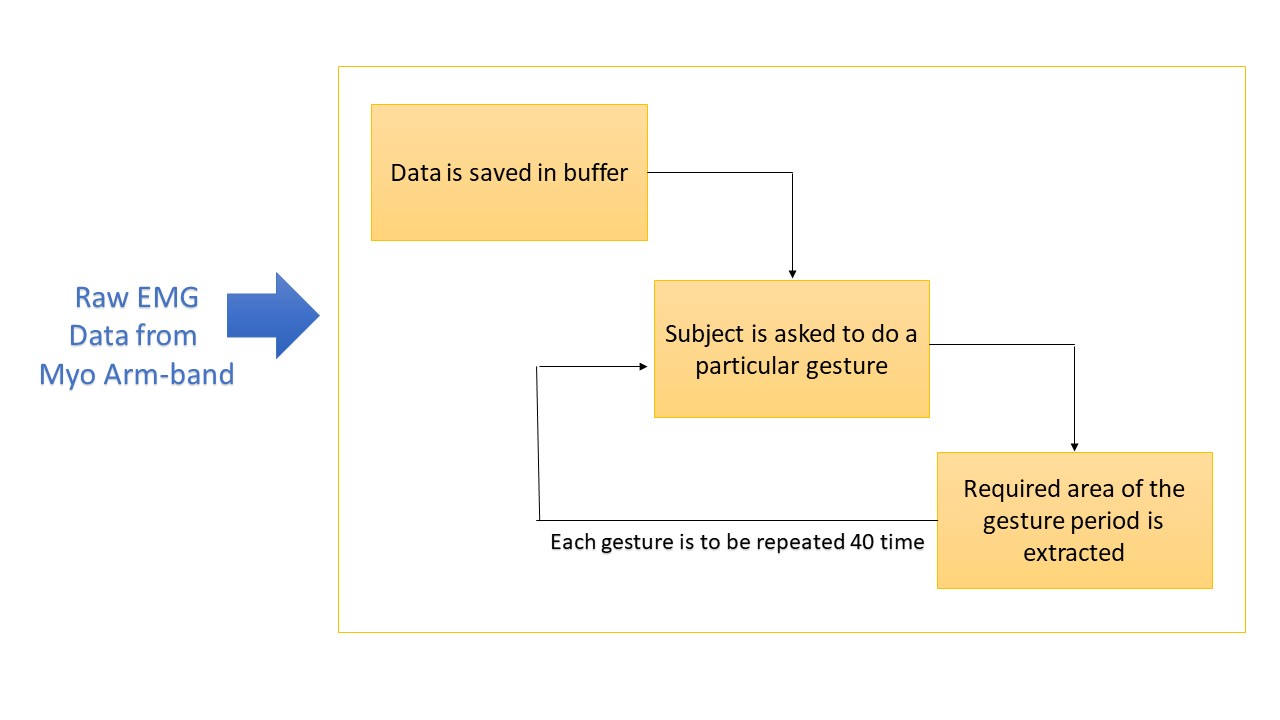 Data is saved in buffer
Raw EMG
Data from
Myo Arm-band
Subject is asked to do a
particular gesture
Required area of the
gesture period is
extracted
Each gesture is to be repeated 40 time